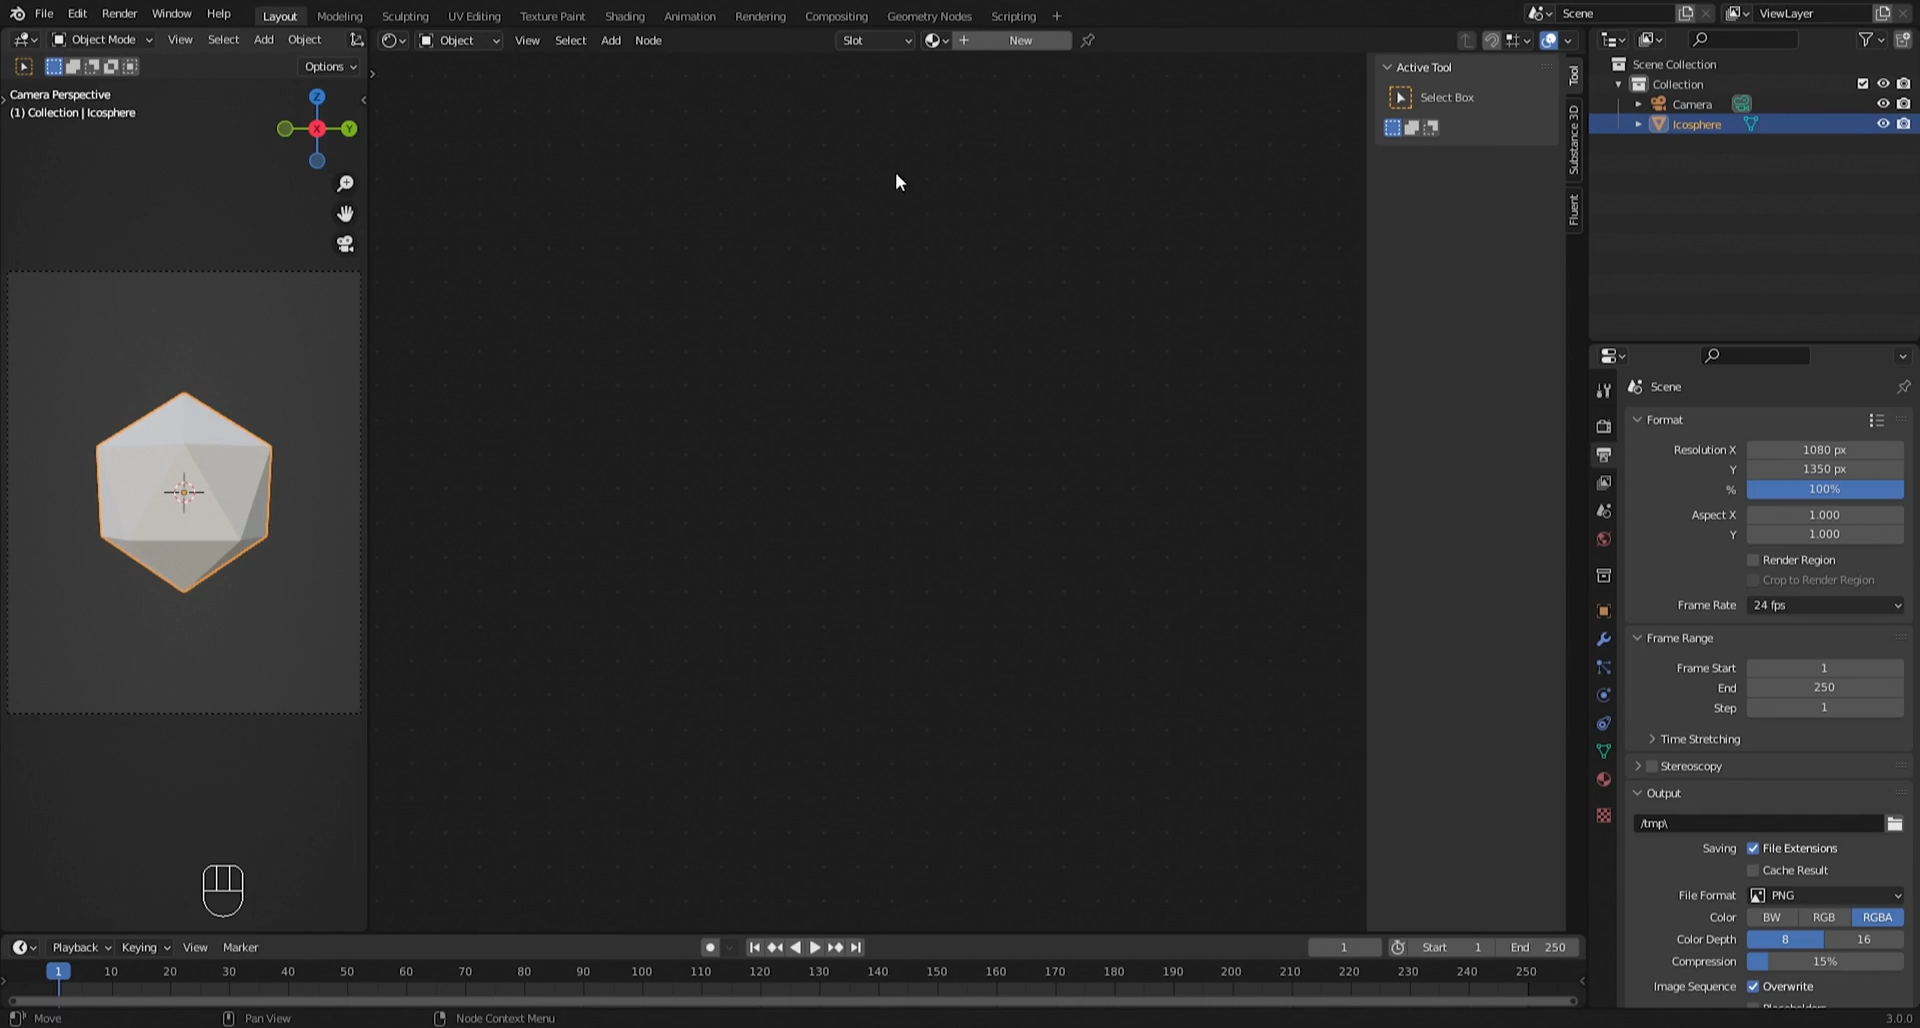 File Edit Render Window Help Layout Modeling Sculpting UV Editing Texture Paint Shading Animation Rendering Compositing Geometry Nodes Scripting + Scene ViewLayer
Object Mode View Select Add Object Object View Select Add Node Slot New
Options
Camera Perspective
(1) Collection | Icosphere
Z
X
Y
Active Tool
Select Box
Tool
Substance 3D
Fluent
Scene Collection
Collection
Camera
Icosphere
Scene
Format
Resolution X 1080 px
Y 1350 px
% 100%
Aspect X 1.000
Y 1.000
Render Region
Crop to Render Region
Frame Rate 24 fps
Frame Range
Frame Start 1
End 250
Step 1
Time Stretching
Stereoscopy
Output
/tmp\
Saving File Extensions
Cache Result
File Format PNG
Color BW RGB RGBA
Color Depth 8 16
Compression 15%
Image Sequence Overwrite
Playback Keying View Marker 1 Start 1 End 250
1 10 20 30 40 50 60 70 80 90 100 110 120 130 140 150 160 170 180 190 200 210 220 230 240 250
Move Pan View Node Context Menu 3.0.0